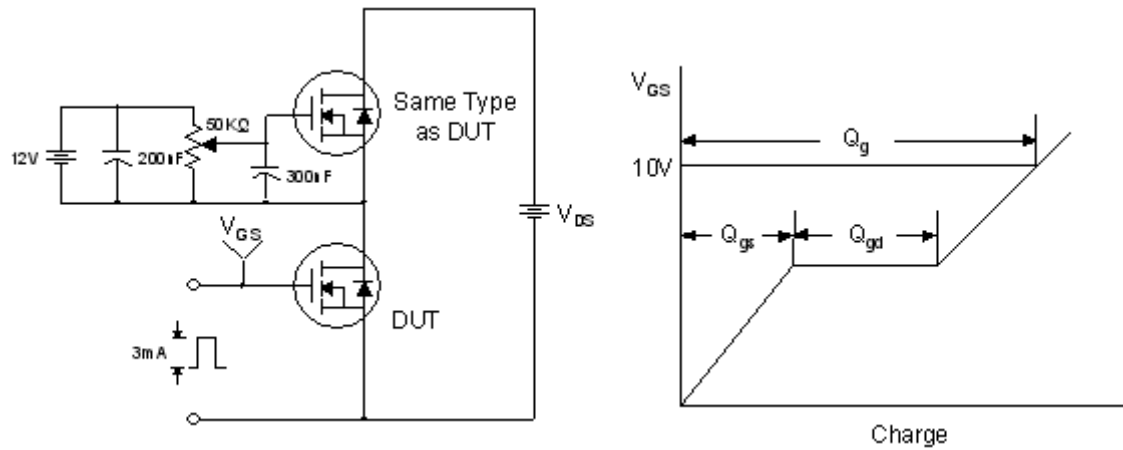 Same Type
as DUT
50KΩ
12V
200nF
300nF
V_GS
V_DS
DUT
3mA
V_GS
Q_g
10V
Q_gs
Q_gd
Charge